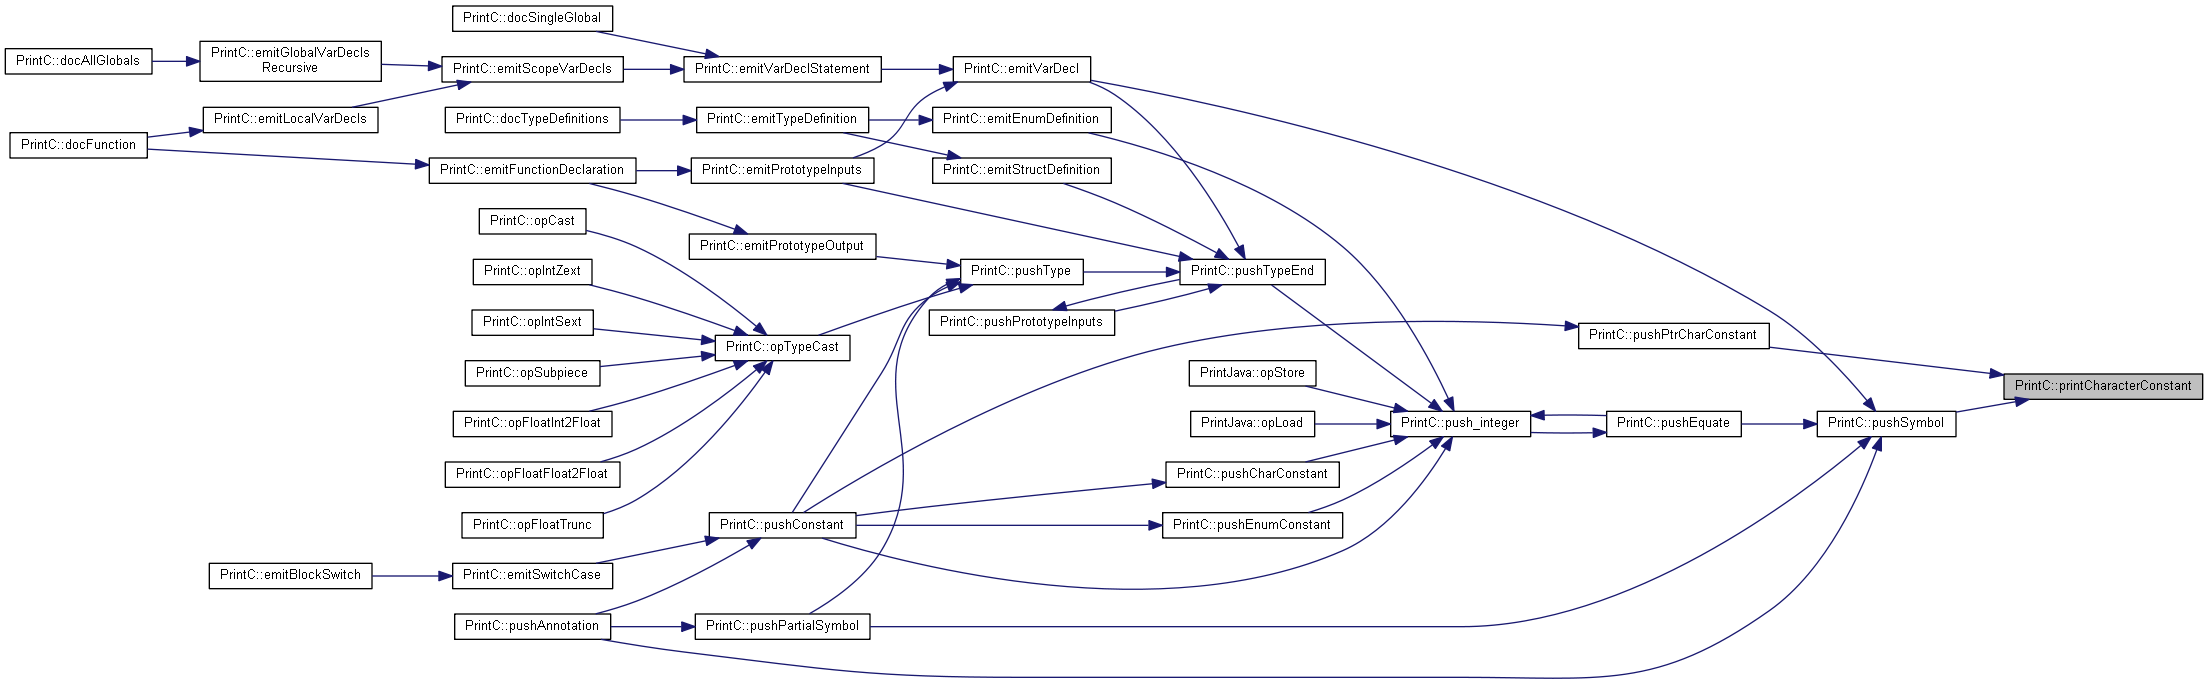 PrintC::docSingleGlobal
PrintC::docAllGlobals
PrintC::emitGlobalVarDecls
Recursive
PrintC::emitScopeVarDecls
PrintC::emitVarDeclStatement
PrintC::emitVarDecl
PrintC::emitLocalVarDecls
PrintC::docTypeDefinitions
PrintC::emitTypeDefinition
PrintC::emitEnumDefinition
PrintC::docFunction
PrintC::emitFunctionDeclaration
PrintC::emitPrototypeInputs
PrintC::emitStructDefinition
PrintC::opCast
PrintC::emitPrototypeOutput
PrintC::opIntZext
PrintC::pushType
PrintC::pushTypeEnd
PrintC::opIntSext
PrintC::pushPrototypeInputs
PrintC::opTypeCast
PrintC::pushPtrCharConstant
PrintC::opSubpiece
PrintJava::opStore
PrintC::printCharacterConstant
PrintC::opFloatInt2Float
PrintJava::opLoad
PrintC::push_integer
PrintC::pushEquate
PrintC::pushSymbol
PrintC::opFloatFloat2Float
PrintC::pushCharConstant
PrintC::opFloatTrunc
PrintC::pushConstant
PrintC::pushEnumConstant
PrintC::emitBlockSwitch
PrintC::emitSwitchCase
PrintC::pushAnnotation
PrintC::pushPartialSymbol